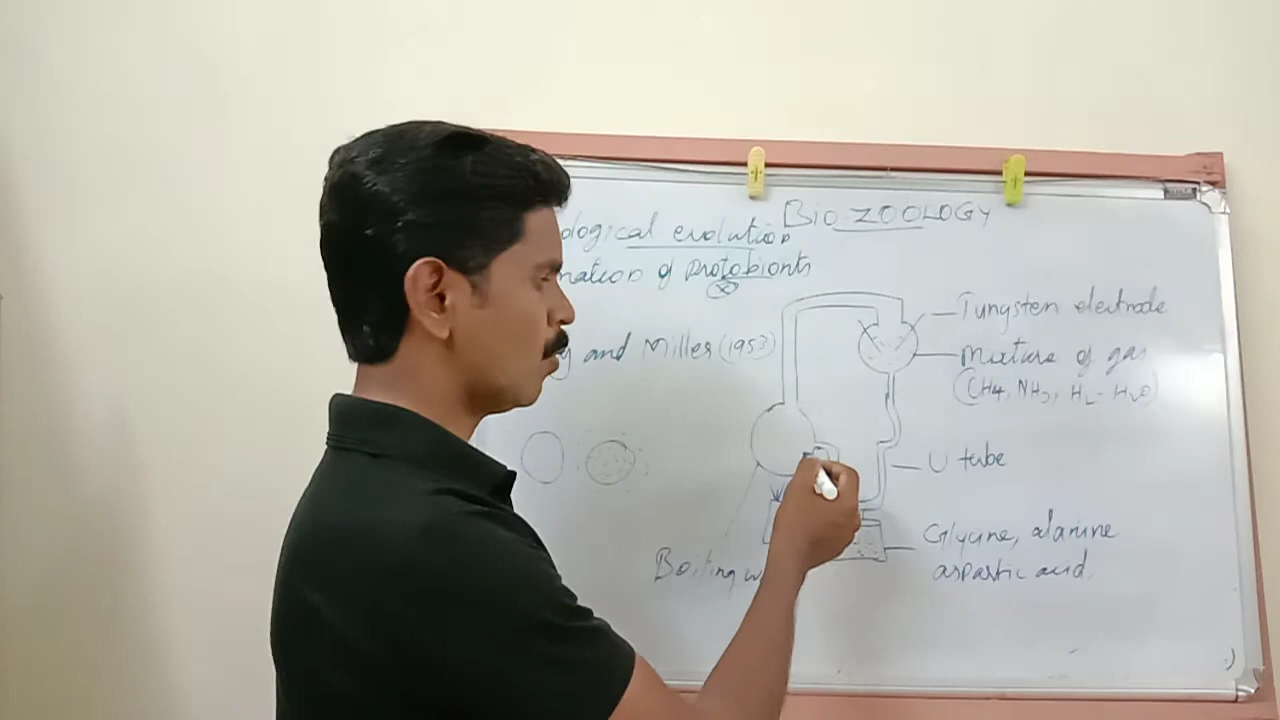 BIO-ZOOLOGY
ological evolution
mation of protobionts
y and Miller (1953)
Tungsten electrode
mixture of gas
(CH4, NH3, H2- H2O)
U tube
Glycine, alanine
aspastic acid,
Boiling w